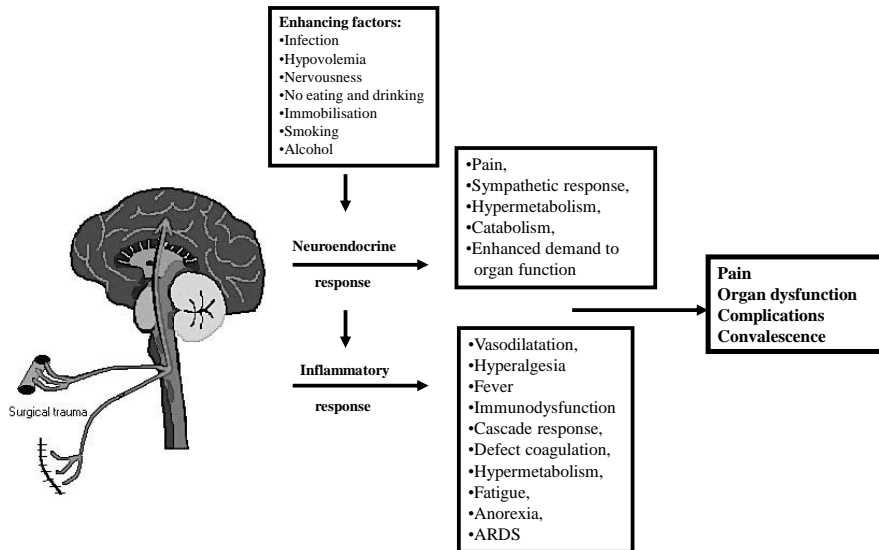 Enhancing factors:
•Infection
•Hypovolemia
•Nervousness
•No eating and drinking
•Immobilisation
•Smoking
•Alcohol
•Pain,
•Sympathetic response,
•Hypermetabolism,
•Catabolism,
•Enhanced demand to
organ function
Neuroendocrine
response
Pain
Organ dysfunction
Complications
Convalescence
•Vasodilatation,
•Hyperalgesia
•Fever
•Immunodysfunction
•Cascade response,
•Defect coagulation,
•Hypermetabolism,
•Fatigue,
•Anorexia,
•ARDS
Inflammatory
response
Surgical trauma